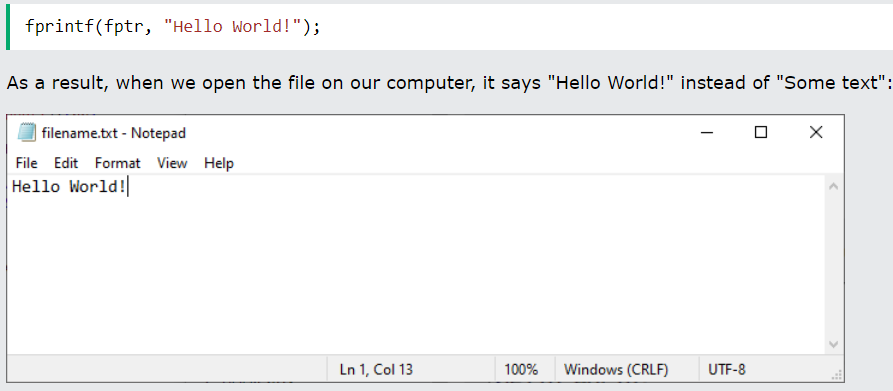 fprintf(fptr, "Hello World!");
As a result, when we open the file on our computer, it says "Hello World!" instead of "Some text":
filename.txt - Notepad
File Edit Format View Help
Hello World!
Ln 1, Col 13 100% Windows (CRLF) UTF-8